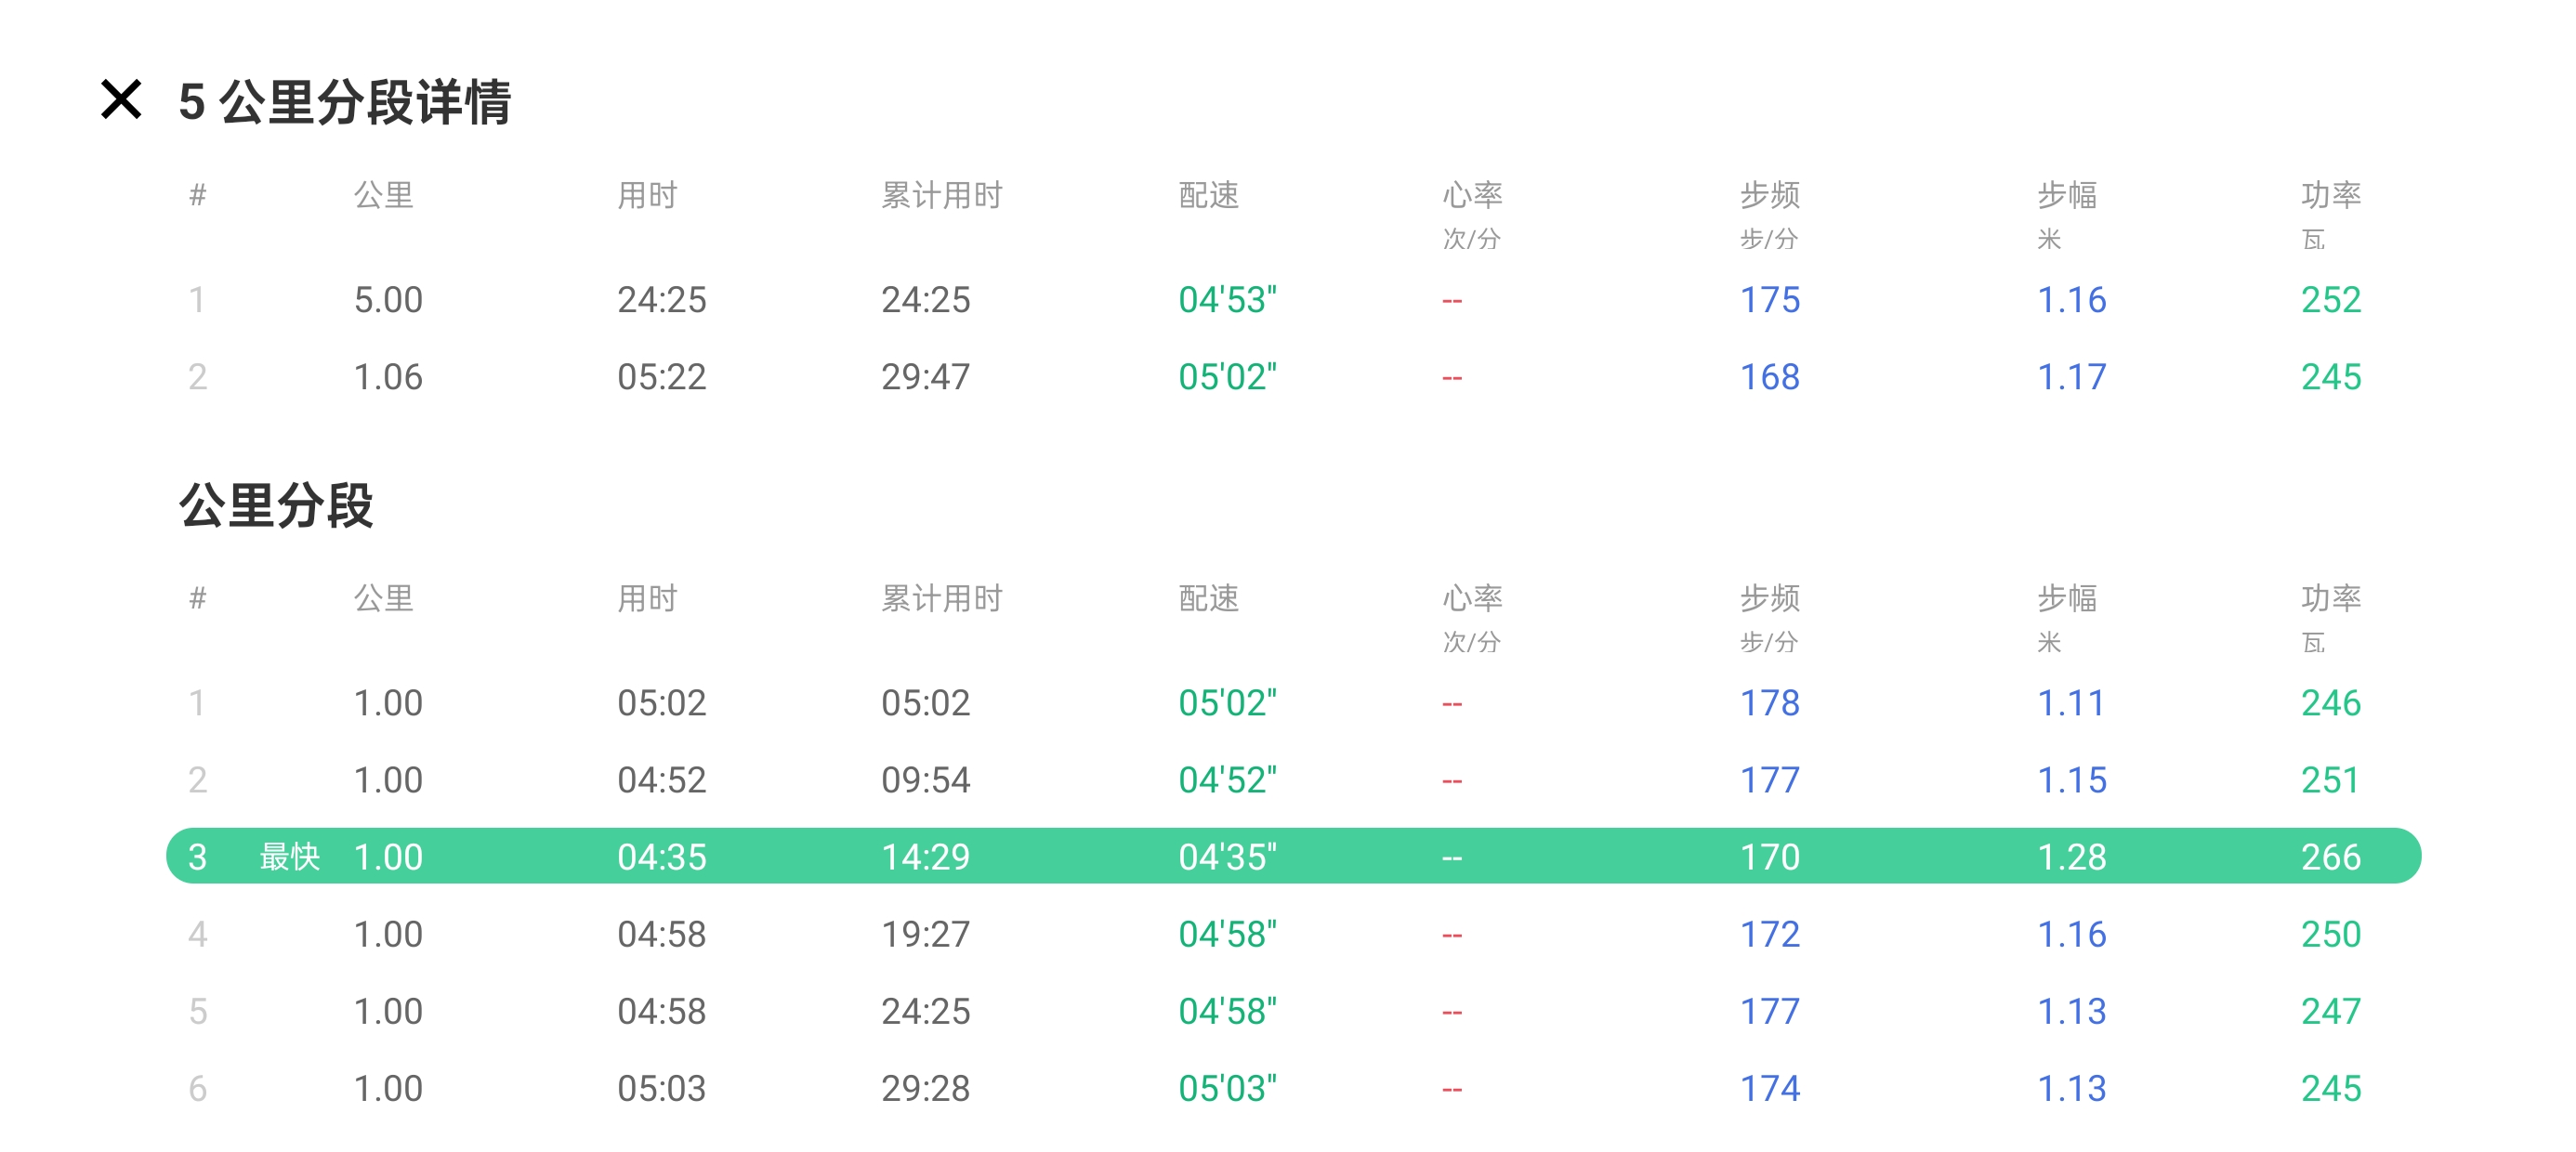 5 公里分段详情
# 公里 用时 累计用时 配速 心率 步频 步幅 功率
次/分 步/分 米 瓦
1 5.00 24:25 24:25 04'53" -- 175 1.16 252
2 1.06 05:22 29:47 05'02" -- 168 1.17 245
公里分段
# 公里 用时 累计用时 配速 心率 步频 步幅 功率
次/分 步/分 米 瓦
1 1.00 05:02 05:02 05'02" -- 178 1.11 246
2 1.00 04:52 09:54 04'52" -- 177 1.15 251
3 最快 1.00 04:35 14:29 04'35" -- 170 1.28 266
4 1.00 04:58 19:27 04'58" -- 172 1.16 250
5 1.00 04:58 24:25 04'58" -- 177 1.13 247
6 1.00 05:03 29:28 05'03" -- 174 1.13 245